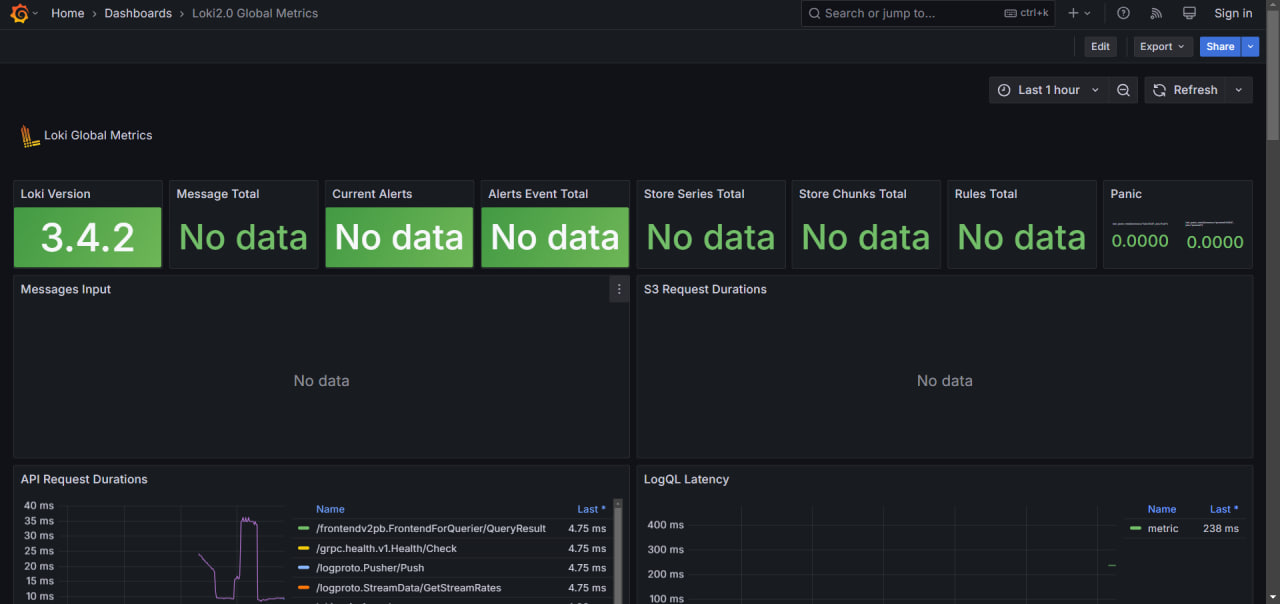 Home > Dashboards > Loki2.0 Global Metrics
Search or jump to...
ctrl+k
Sign in
Edit
Export
Share
Last 1 hour
Refresh
Loki Global Metrics
Loki Version
Message Total
Current Alerts
Alerts Event Total
Store Series Total
Store Chunks Total
Rules Total
Panic
3.4.2
No data
No data
No data
No data
No data
No data
0.0000
0.0000
Messages Input
S3 Request Durations
No data
No data
API Request Durations
LogQL Latency
40 ms
35 ms
30 ms
25 ms
20 ms
15 ms
10 ms
Name Last *
/frontendv2pb.FrontendForQuerier/QueryResult 4.75 ms
/grpc.health.v1.Health/Check 4.75 ms
/logproto.Pusher/Push 4.75 ms
/logproto.StreamData/GetStreamRates 4.75 ms
400 ms
300 ms
200 ms
100 ms
Name Last *
metric 238 ms